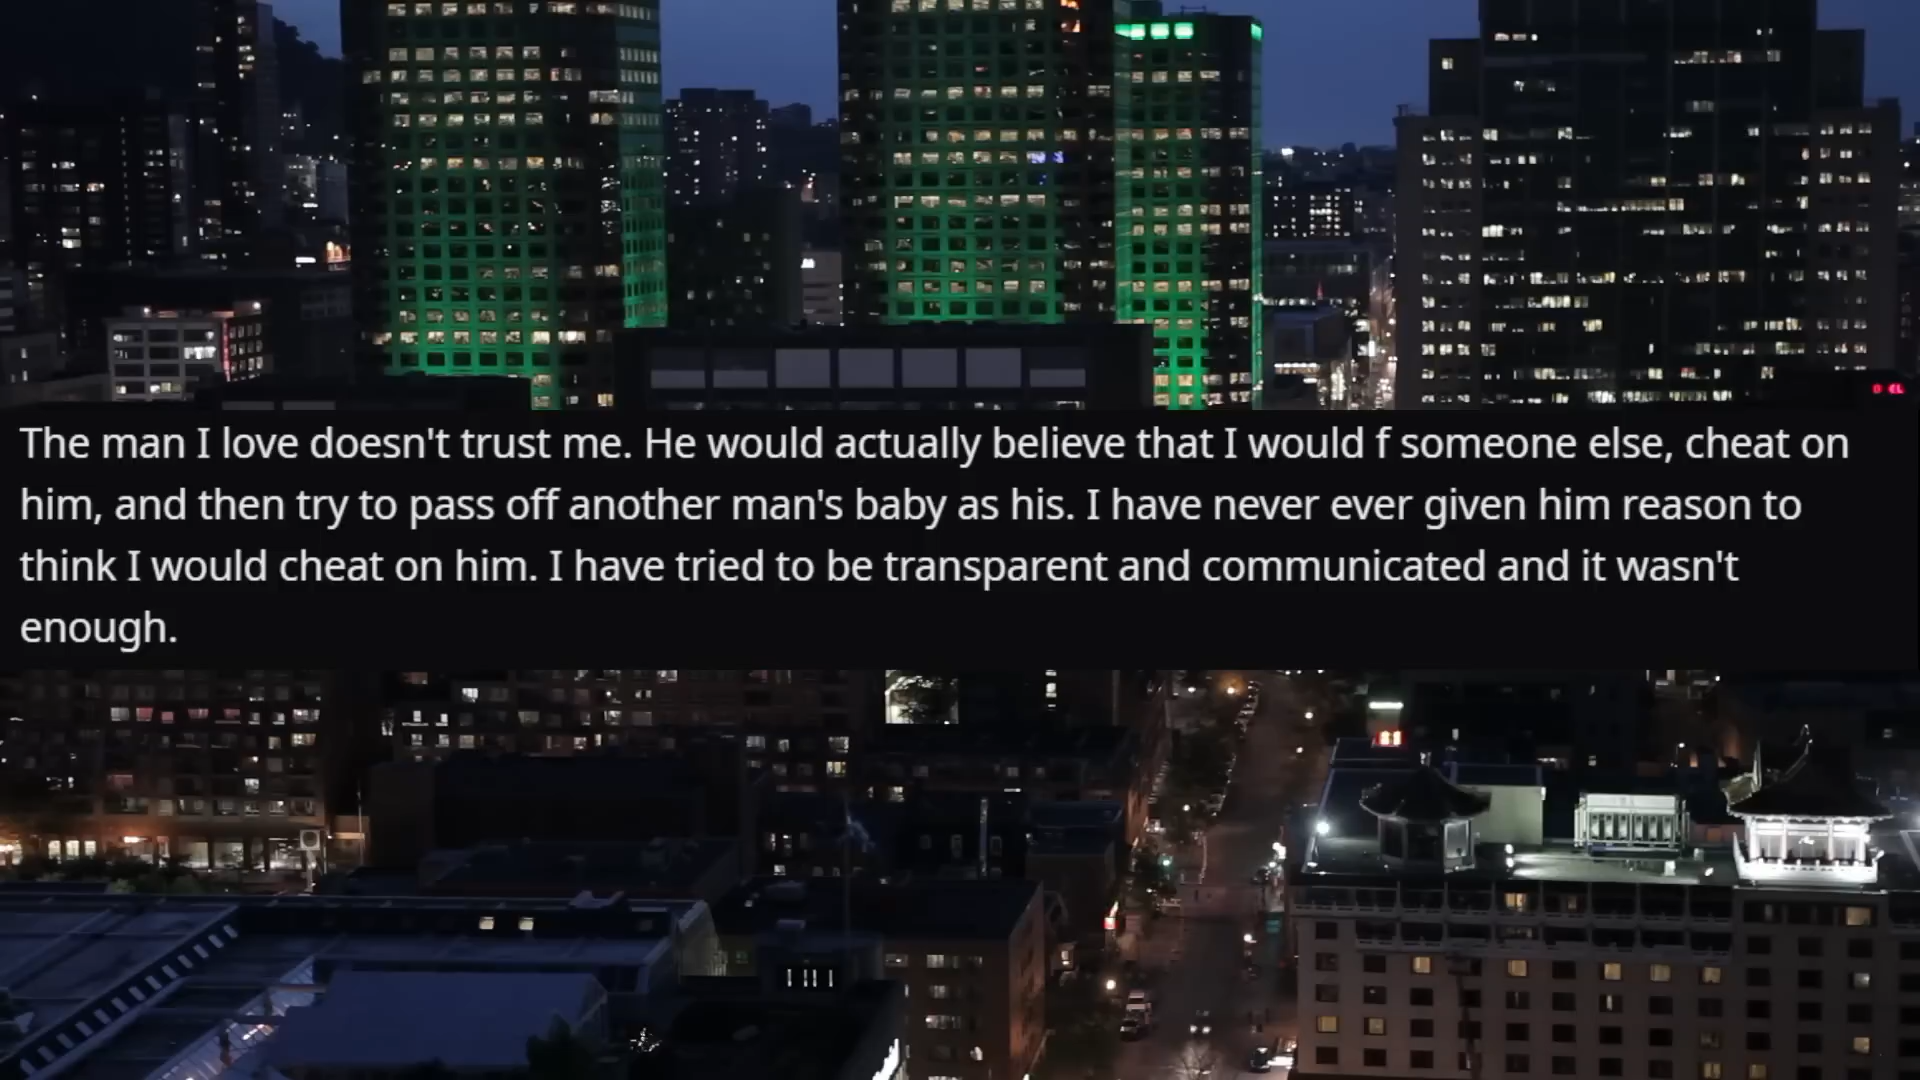 The man I love doesn't trust me. He would actually believe that I would f someone else, cheat on
him, and then try to pass off another man's baby as his. I have never ever given him reason to
think I would cheat on him. I have tried to be transparent and communicated and it wasn't
enough.